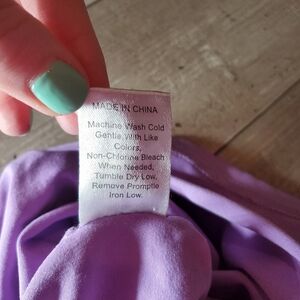 MADE IN CHINA
Machine Wash Cold
Gentle With Like
Colors,
Non-Chlorine Bleach
When Needed,
Tumble Dry Low,
Remove Promptle
Iron Low.